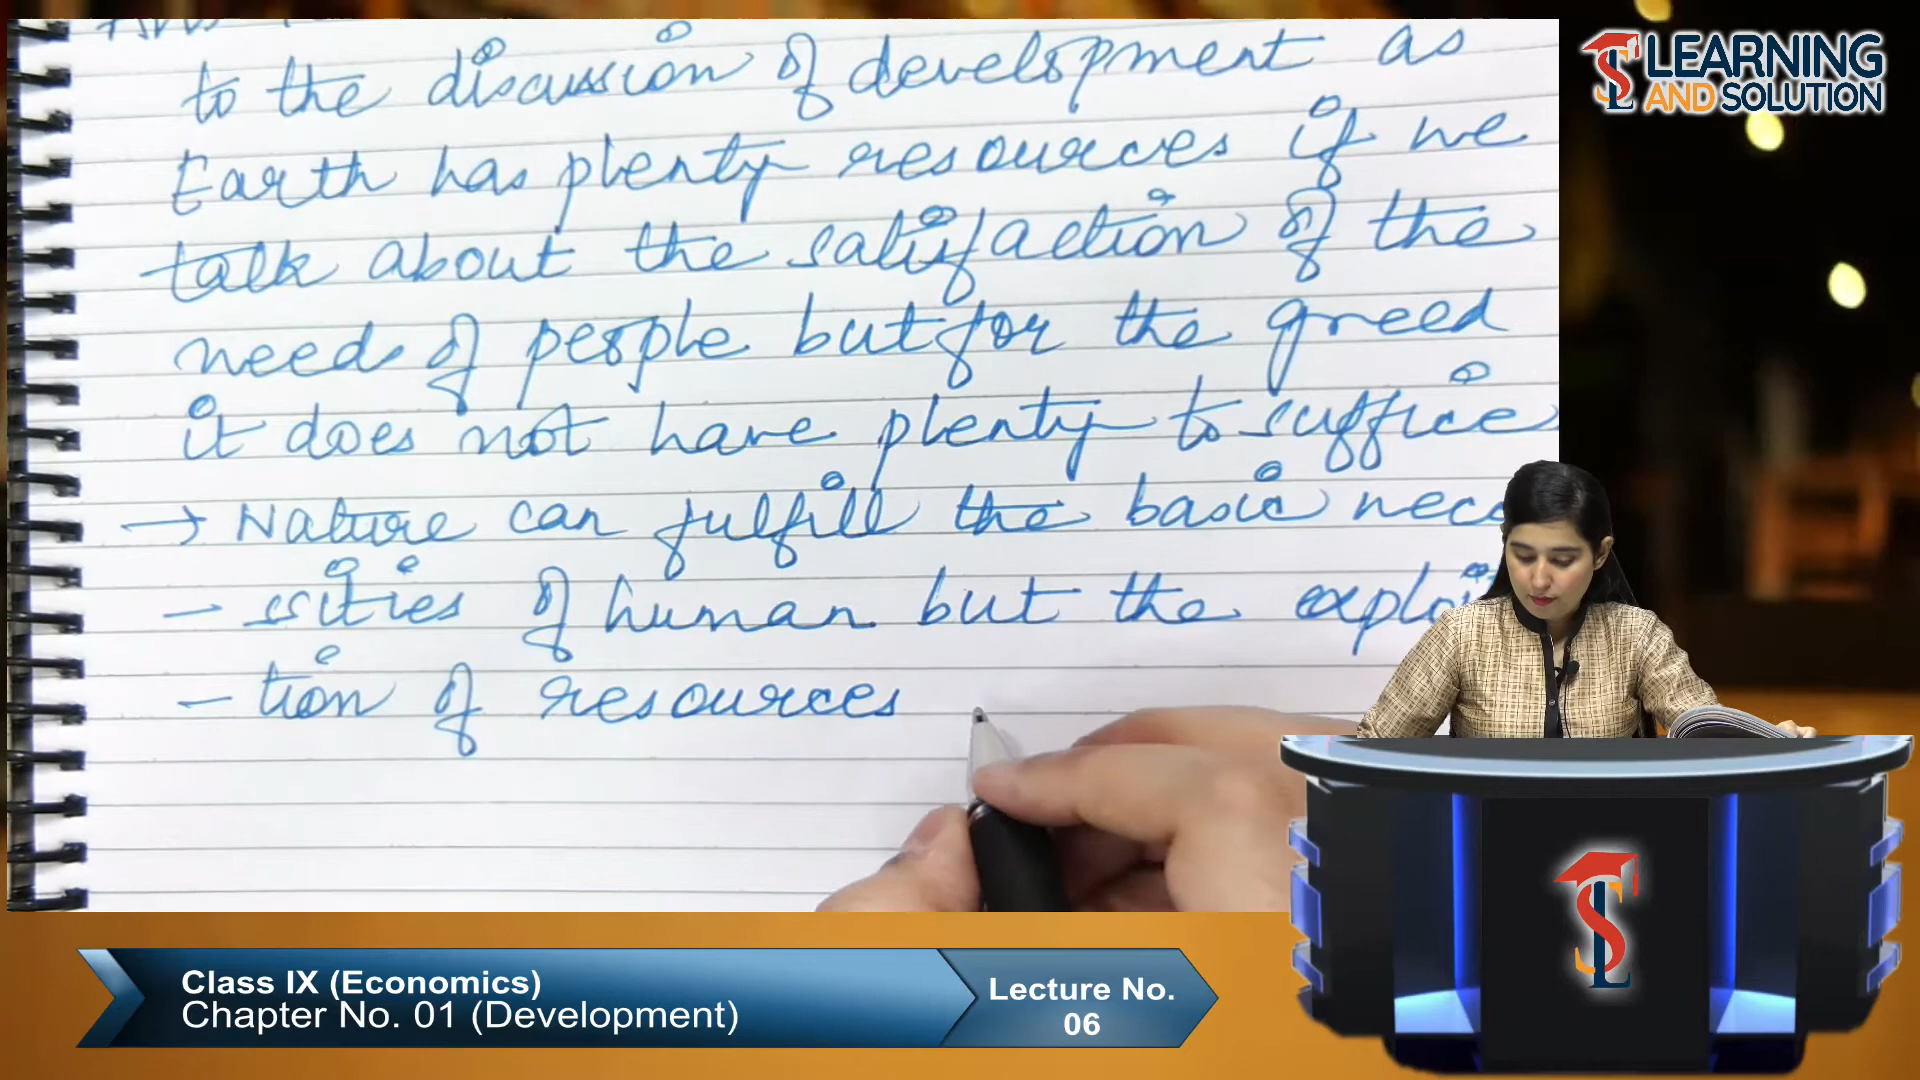 to the discussion of development as
Earth has plenty resources if we
talk about the satisfaction of the
need of people but for the greed
it does not have plenty to suffice
→ Nature can fulfill the basic nece
- ssities of human but the exploi
- tion of resources
LEARNING
AND SOLUTION
Class IX (Economics)
Chapter No. 01 (Development)
Lecture No.
06